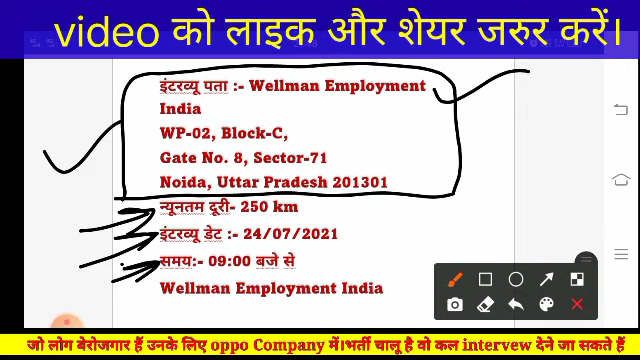 video को लाइक और शेयर जरुर करें।
इंटरव्यू पता :- Wellman Employment
India
WP-02, Block-C,
Gate No. 8, Sector-71
Noida, Uttar Pradesh 201301
न्यूनतम दूरी- 250 km
इंटरव्यू डेट :- 24/07/2021
समय:- 09:00 बजे से
Wellman Employment India
जो लोग बेरोजगार हैं उनके लिए oppo Company में।भर्ती चालू है वो कल intervew देने जा सकते हैं